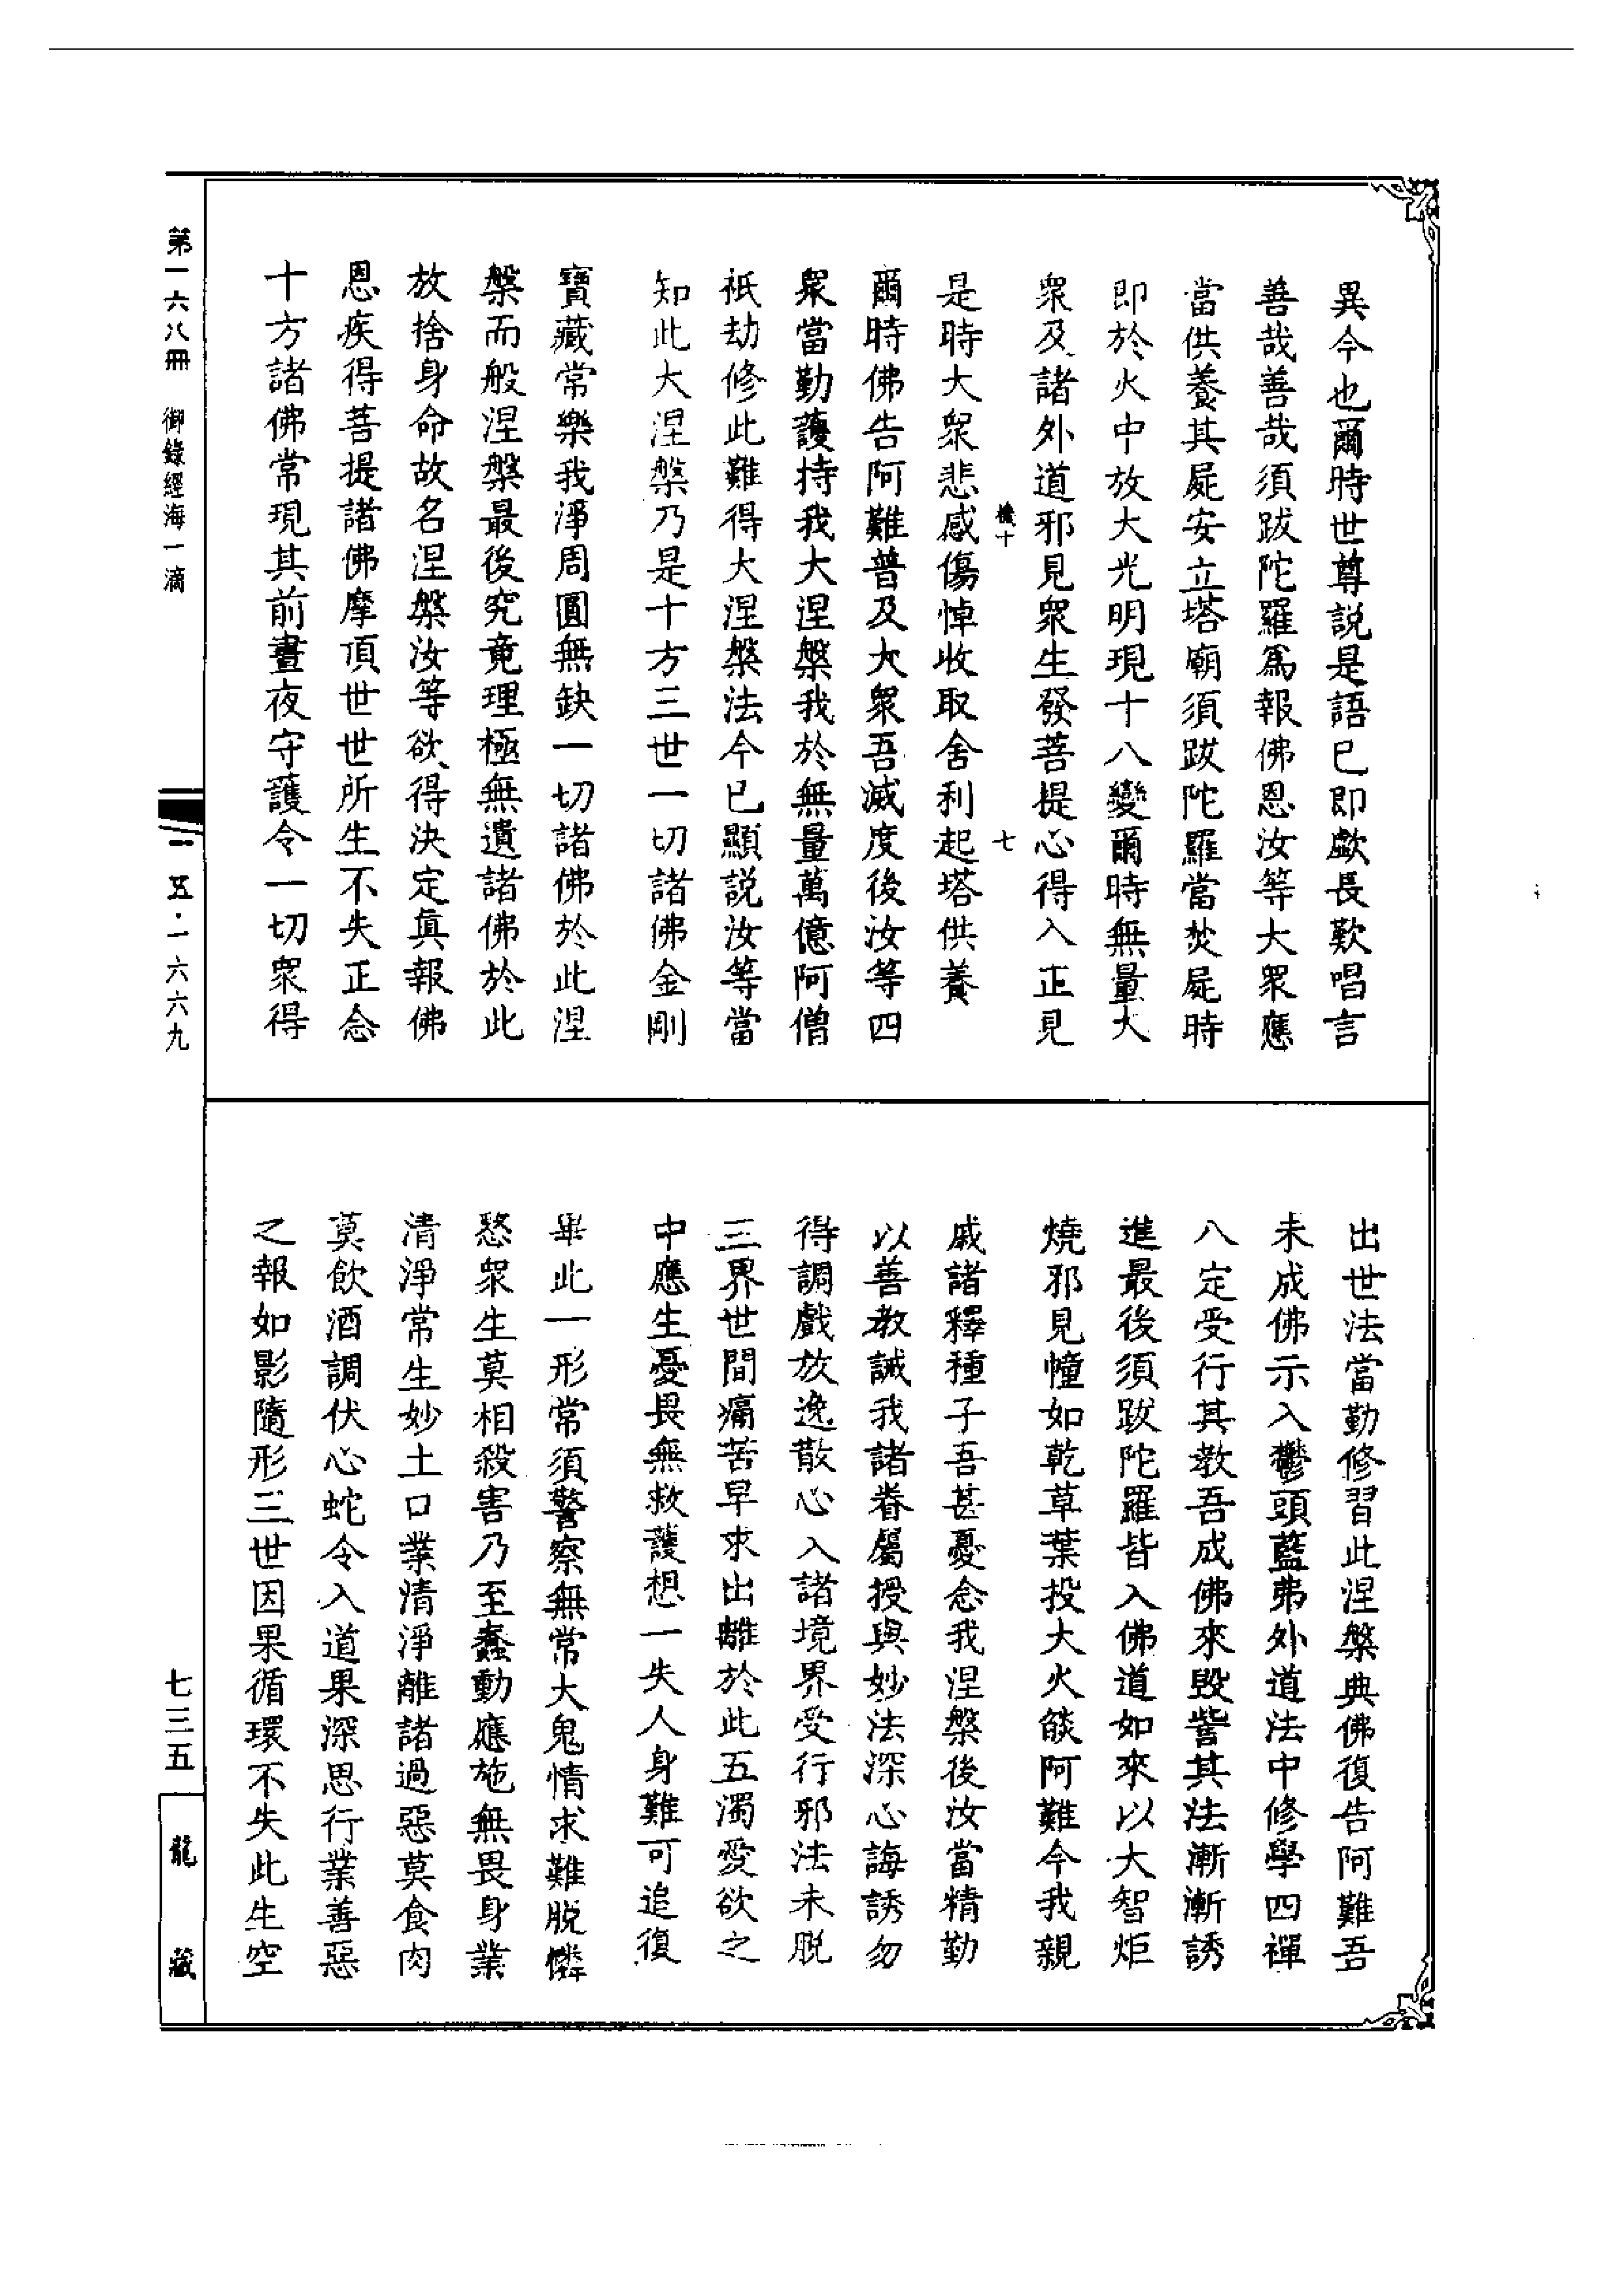 異今也爾時世尊説是語已即歔長歎唱言
善哉善哉須跋陀羅爲報佛恩汝等大衆應
當供養其屍安立塔廟須跋陀羅當焚屍時
即於火中放大光明現十八變爾時無量大
衆及諸外道邪見衆生發菩提心得入正見
機十 七
是時大衆悲感傷悼收取舍利起塔供養
爾時佛告阿難普及大衆吾滅度後汝等四
衆當勤護持我大涅槃我於無量萬億阿僧
祇劫修此難得大涅槃法今已顯説汝等當
知此大涅槃乃是十方三世一切諸佛金剛
寶藏常樂我淨周圓無缺一切諸佛於此涅
槃而般涅槃最後究竟理極無遺諸佛於此
放捨身命故名涅槃汝等欲得決定真報佛
恩疾得菩提諸佛摩頂世世所生不失正念
十方諸佛常現其前晝夜守護令一切衆得
出世法當勤修習此涅槃典佛復告阿難吾
未成佛示入鬱頭藍弗外道法中修學四禪
八定受行其教吾成佛來毀訾其法漸漸誘
進最後須跋陀羅皆入佛道如來以大智炬
燒邪見幢如乾草葉投大火燄阿難今我親
戚諸釋種子吾甚憂念我涅槃後汝當精勤
以善教誡我諸眷屬授與妙法深心誨誘勿
得調戲放逸散心入諸境界受行邪法未脱
三界世間痛苦早求出離於此五濁愛欲之
中應生憂畏無救護想一失人身難可追復
畢此一形常須警察無常大鬼情求難脱憐
愍衆生莫相殺害乃至蠢動應施無畏身業
清淨常生妙土口業清淨離諸過惡莫食肉
莫飲酒調伏心蛇令入道果深思行業善惡
之報如影隨形三世因果循環不失此生空
第一六八冊 御錄經海一滴
五·一六六九
七三五
龍藏